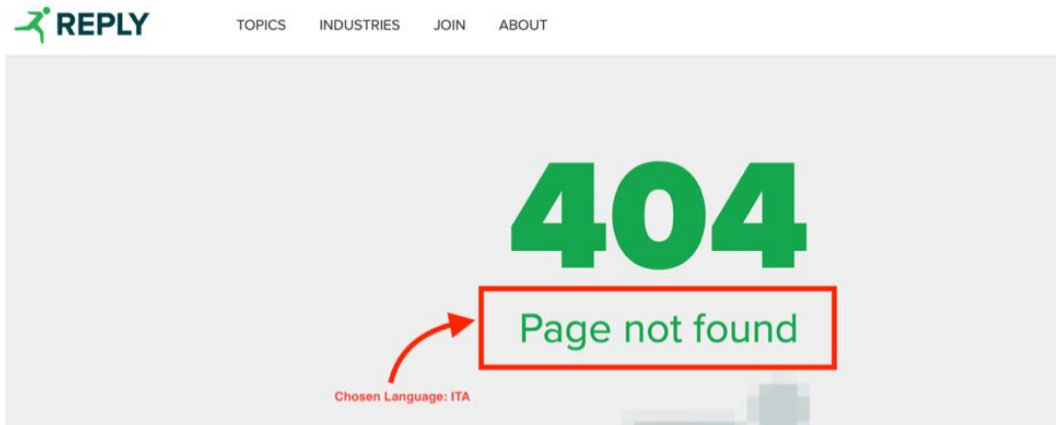 REPLY TOPICS INDUSTRIES JOIN ABOUT
404
Page not found
Chosen Language: ITA